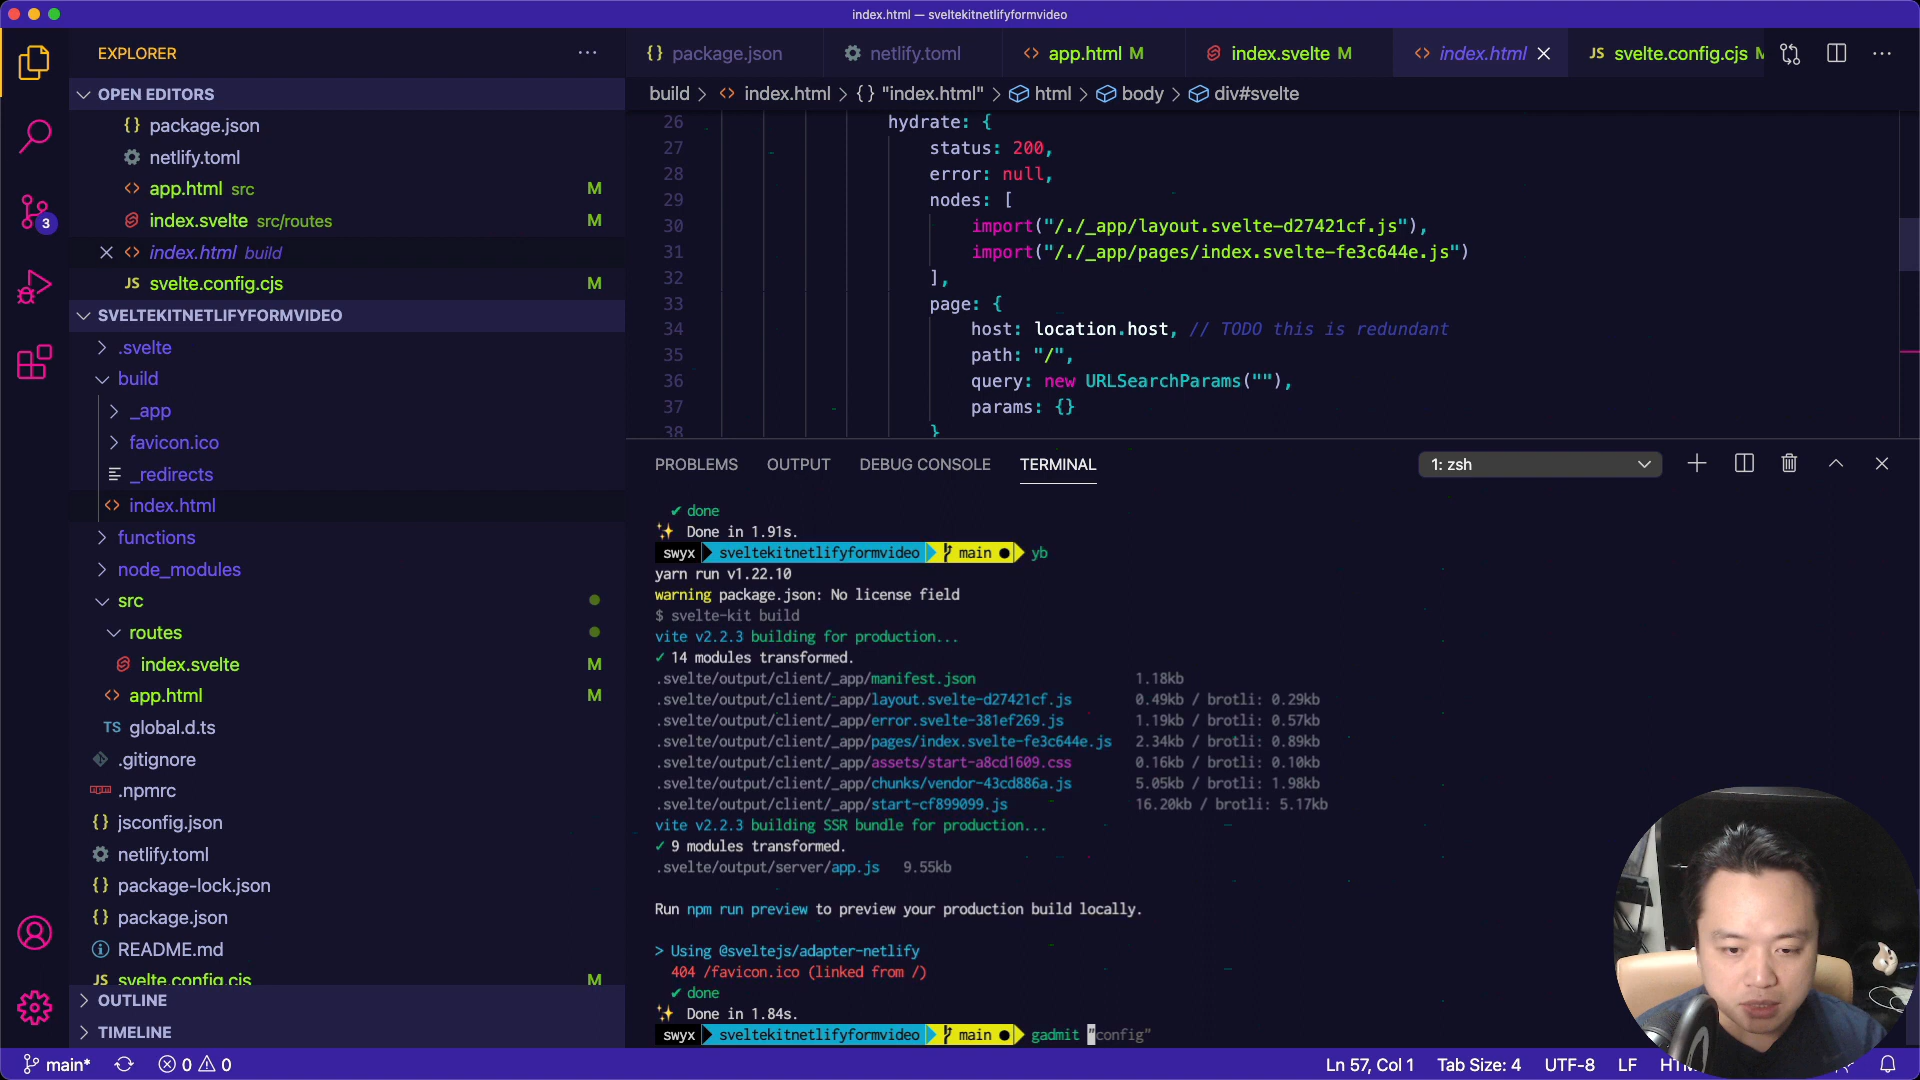 index.html — sveltekitnetlifyformvideo
EXPLORER
OPEN EDITORS
package.json
netlify.toml
app.html src M
index.svelte src/routes M
index.html build
JS svelte.config.cjs M
SVELTEKITNETLIFYFORMVIDEO
.svelte
build
_app
favicon.ico
_redirects
index.html
functions
node_modules
src
routes
index.svelte M
app.html M
TS global.d.ts
.gitignore
.npmrc
jsconfig.json
netlify.toml
package-lock.json
package.json
README.md
JS svelte.config.cjs M
OUTLINE
TIMELINE
3
package.json
netlify.toml
app.html M
index.svelte M
index.html
JS svelte.config.cjs M
build > index.html > {} "index.html" > html > body > div#svelte
26 hydrate: {
27 status: 200,
28 error: null,
29 nodes: [
30 import("/./_app/layout.svelte-d27421cf.js"),
31 import("/./_app/pages/index.svelte-fe3c644e.js")
32 ],
33 page: {
34 host: location.host, // TODO this is redundant
35 path: "/",
36 query: new URLSearchParams(""),
37 params: {}
38 }
PROBLEMS OUTPUT DEBUG CONSOLE TERMINAL 1: zsh
✔ done
✨ Done in 1.91s.
swyx sveltekitnetlifyformvideo main ● yb
yarn run v1.22.10
warning package.json: No license field
$ svelte-kit build
vite v2.2.3 building for production...
✓ 14 modules transformed.
.svelte/output/client/_app/manifest.json 1.18kb
.svelte/output/client/_app/layout.svelte-d27421cf.js 0.49kb / brotli: 0.29kb
.svelte/output/client/_app/error.svelte-381ef269.js 1.19kb / brotli: 0.57kb
.svelte/output/client/_app/pages/index.svelte-fe3c644e.js 2.34kb / brotli: 0.89kb
.svelte/output/client/_app/assets/start-a8cd1609.css 0.16kb / brotli: 0.10kb
.svelte/output/client/_app/chunks/vendor-43cd886a.js 5.05kb / brotli: 1.98kb
.svelte/output/client/_app/start-cf899099.js 16.20kb / brotli: 5.17kb
vite v2.2.3 building SSR bundle for production...
✓ 9 modules transformed.
.svelte/output/server/app.js 9.55kb
Run npm run preview to preview your production build locally.
> Using @sveltejs/adapter-netlify
404 /favicon.ico (linked from /)
✔ done
✨ Done in 1.84s.
swyx sveltekitnetlifyformvideo main ● gadmit "config"
main* 0 0 Ln 57, Col 1 Tab Size: 4 UTF-8 LF